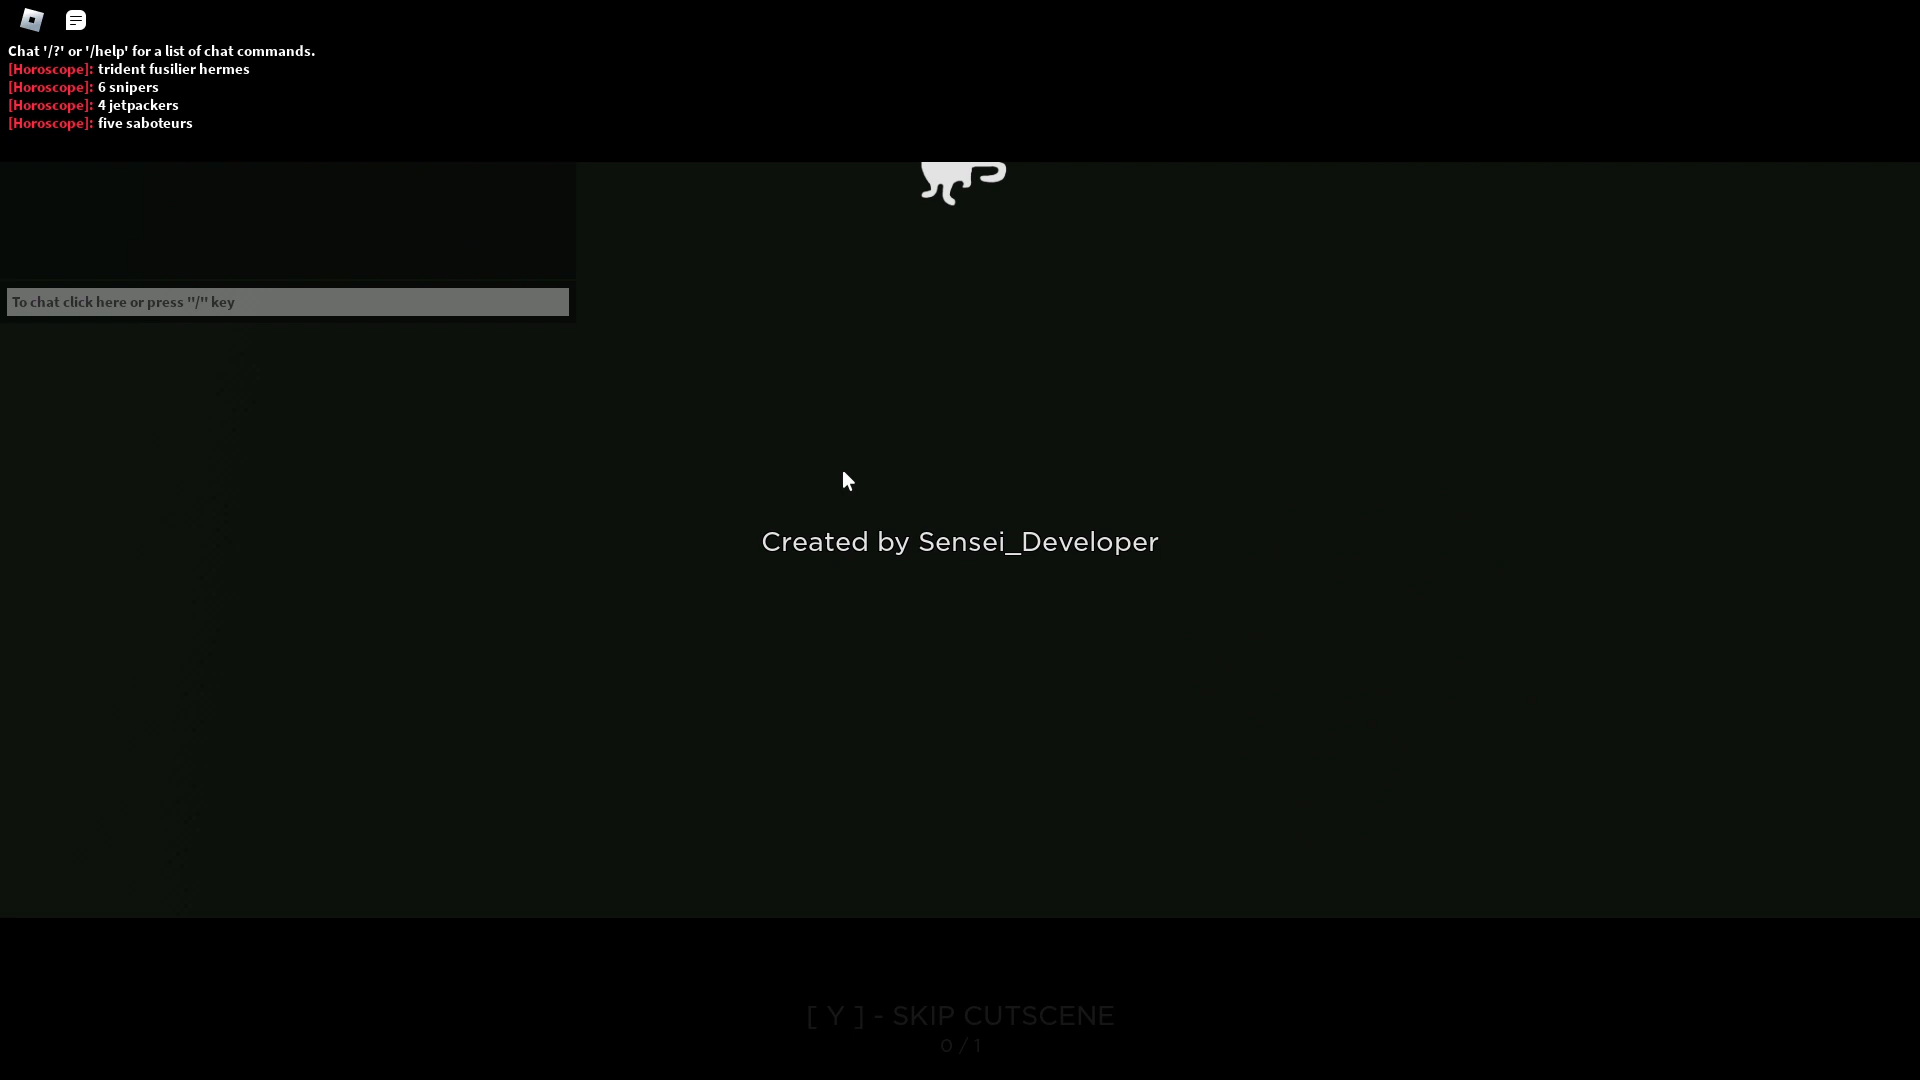 Chat '/?' or '/help' for a list of chat commands.
[Horoscope]: trident fusilier hermes
[Horoscope]: 6 snipers
[Horoscope]: 4 jetpackers
[Horoscope]: five saboteurs
To chat click here or press "/" key
Created by Sensei_Developer
[ Y ] - SKIP CUTSCENE
0 / 1